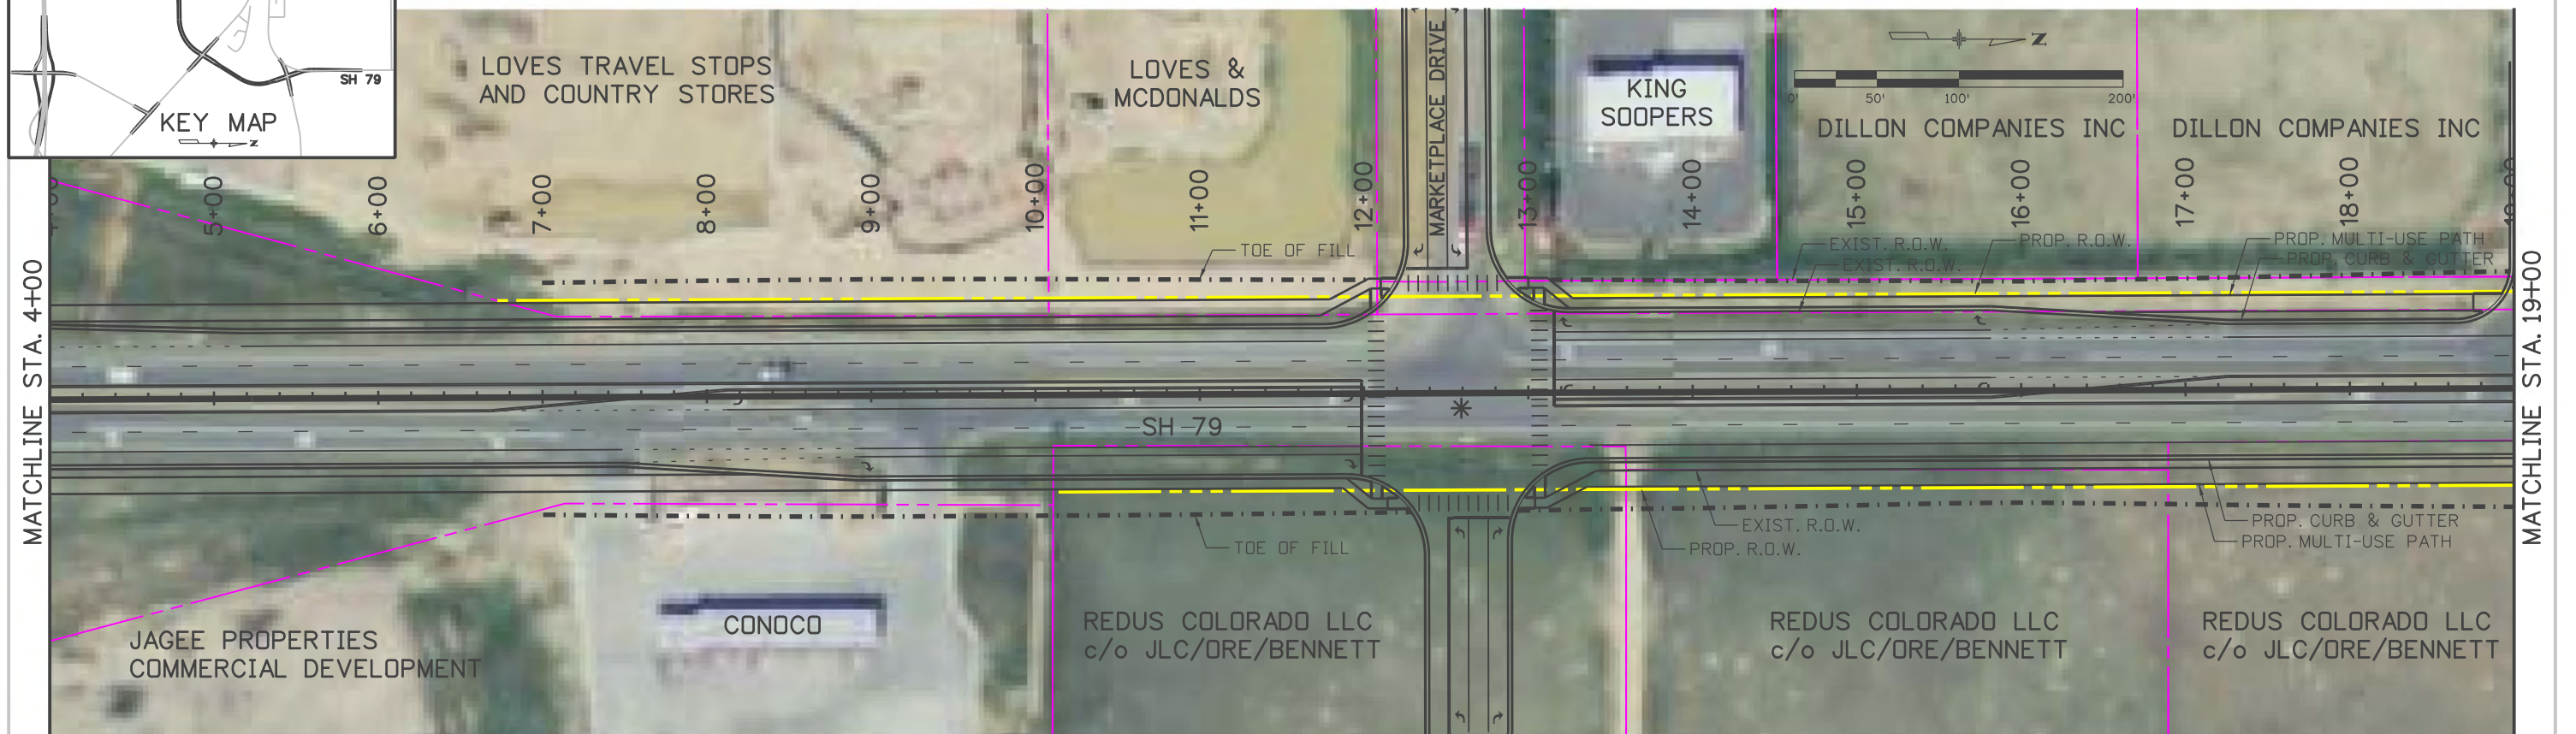 SH 79
KEY MAP
Z
LOVES TRAVEL STOPS
AND COUNTRY STORES
LOVES &
MCDONALDS
MARKETPLACE DRIVE
KING
SOOPERS
Z
0' 50' 100' 200'
DILLON COMPANIES INC
DILLON COMPANIES INC
5+00
6+00
7+00
8+00
9+00
10+00
11+00
12+00
13+00
14+00
15+00
16+00
17+00
18+00
TOE OF FILL
EXIST. R.O.W.
EXIST. R.O.W.
PROP. R.O.W.
PROP. MULTI-USE PATH
PROP. CURB & GUTTER
MATCHLINE STA. 4+00
MATCHLINE STA. 19+00
SH 79
TOE OF FILL
EXIST. R.O.W.
PROP. R.O.W.
PROP. CURB & GUTTER
PROP. MULTI-USE PATH
JAGEE PROPERTIES
COMMERCIAL DEVELOPMENT
CONOCO
REDUS COLORADO LLC
c/o JLC/ORE/BENNETT
REDUS COLORADO LLC
c/o JLC/ORE/BENNETT
REDUS COLORADO LLC
c/o JLC/ORE/BENNETT